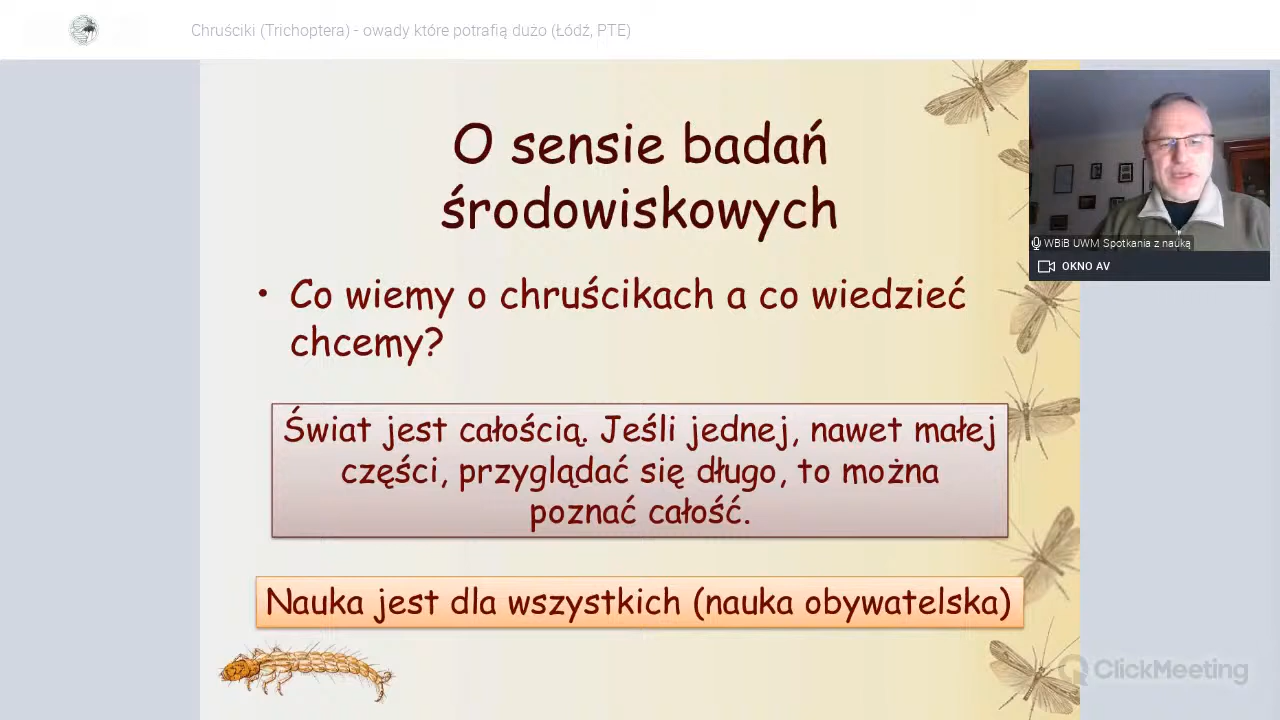 Chruściki (Trichoptera) - owady które potrafią dużo (Łódź, PTE)
O sensie badań
środowiskowych
• Co wiemy o chruścikach a co wiedzieć
chcemy?
Świat jest całością. Jeśli jednej, nawet małej
części, przyglądać się długo, to można
poznać całość.
Nauka jest dla wszystkich (nauka obywatelska)
WBiB UWM Spotkania z nauką
OKNO AV
ClickMeeting